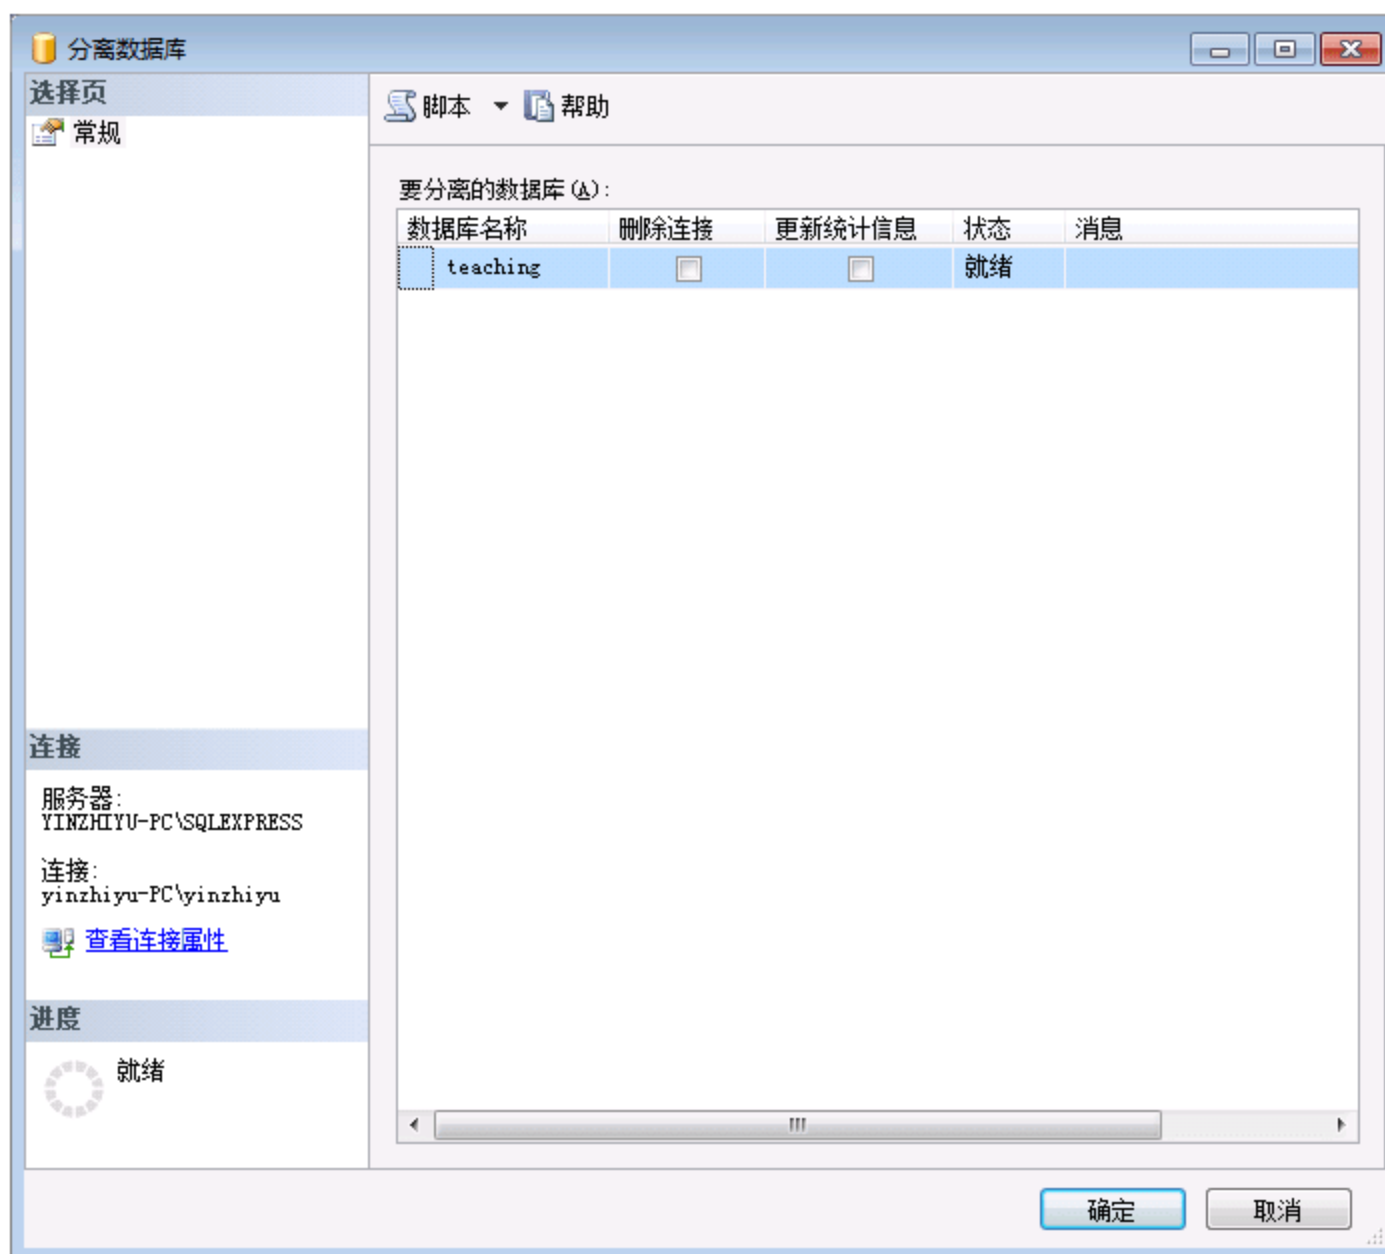 分离数据库
选择页
常规
脚本 帮助
要分离的数据库(A):
数据库名称 删除连接 更新统计信息 状态 消息
teaching 就绪
连接
服务器:
YINZHIYU-PC\SQLEXPRESS
连接:
yinzhiyu-PC\yinzhiyu
查看连接属性
进度
就绪
确定 取消